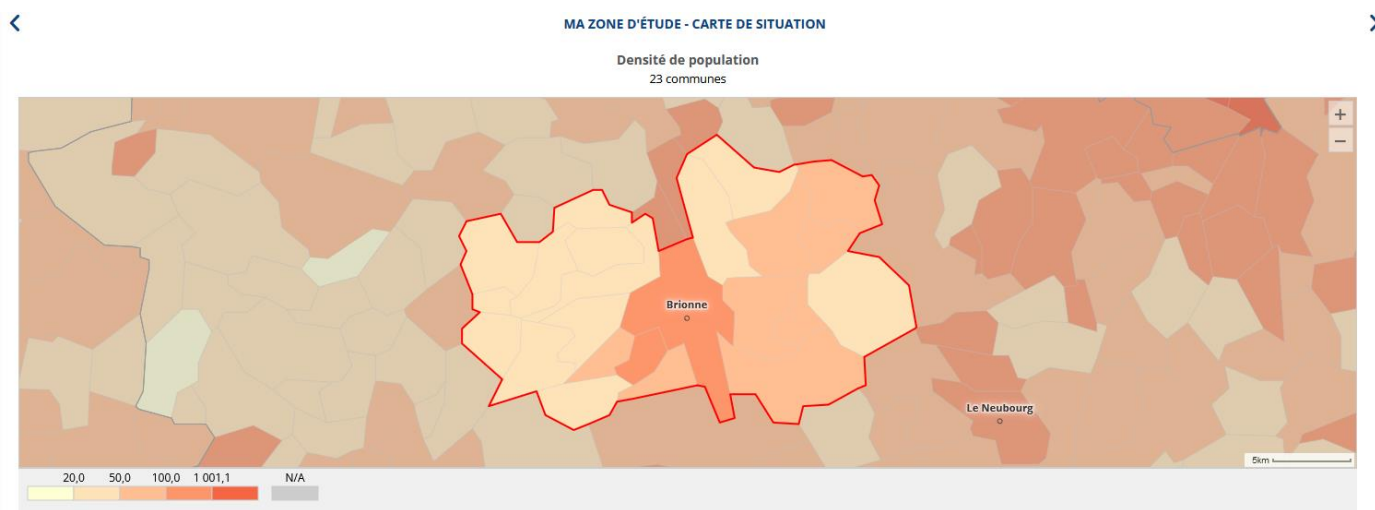 MA ZONE D'ÉTUDE - CARTE DE SITUATION
Densité de population
23 communes
+
−
Brionne
Le Neubourg
5km
20,0 50,0 100,0 1 001,1 N/A